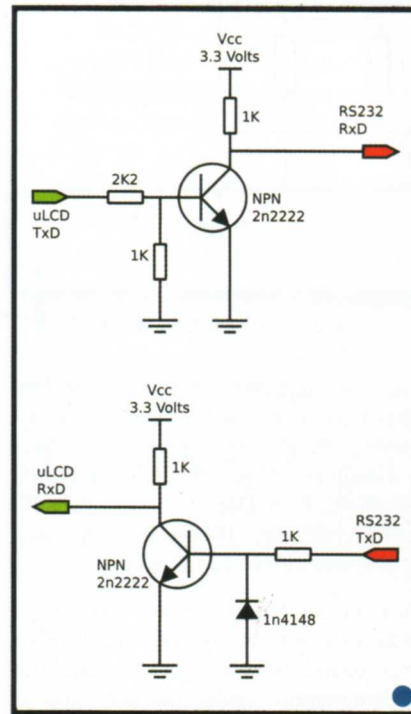 Vcc
3.3 Volts
1K
RS232
RxD
2K2
uLCD
TxD
NPN
2n2222
1K
Vcc
3.3 Volts
uLCD
RxD
1K
NPN
2n2222
1K
RS232
TxD
1n4148